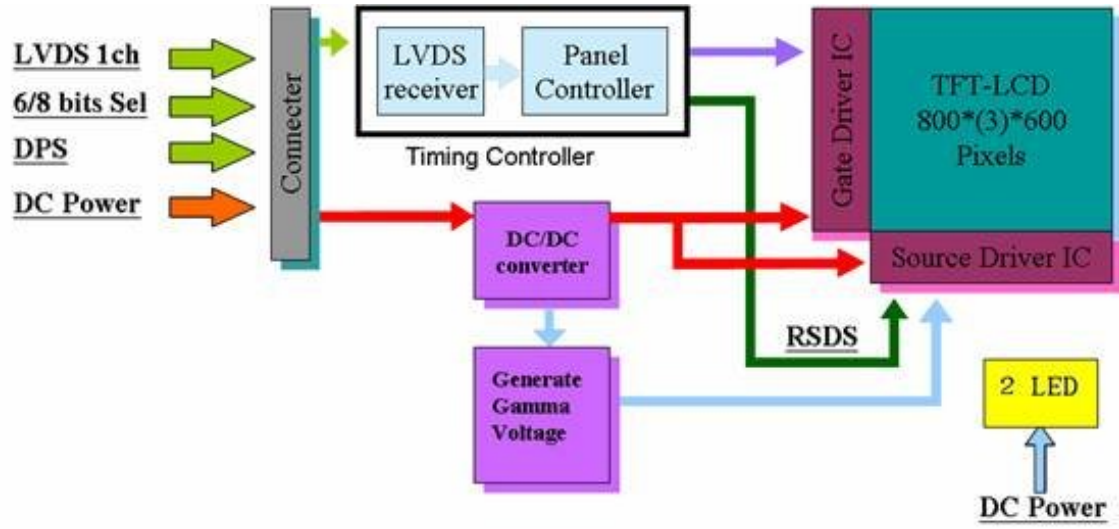 LVDS 1ch
6/8 bits Sel
DPS
DC Power
Connecter
LVDS
receiver
Panel
Controller
Timing Controller
Gate Driver IC
TFT-LCD
800*(3)*600
Pixels
Source Driver IC
DC/DC
converter
Generate
Gamma
Voltage
RSDS
2 LED
DC Power